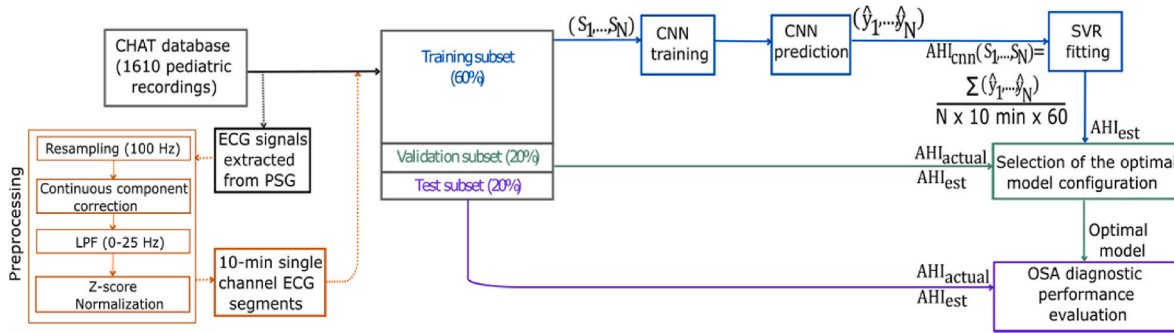 CHAT database
(1610 pediatric
recordings)
ECG signals
extracted
from PSG
Preprocessing
Resampling (100 Hz)
Continuous component
correction
LPF (0-25 Hz)
Z-score
Normalization
10-min single
channel ECG
segments
Training subset
(60%)
Validation subset (20%)
Test subset (20%)
(S1,...,SN)
CNN
training
CNN
prediction
(ŷ1,...ŷN)
AHIcnn(S1,...,SN)=
Σ(ŷ1,...ŷN)
N x 10 min x 60
SVR
fitting
AHIest
AHIactual
AHIest
Selection of the optimal
model configuration
Optimal
model
AHIactual
AHIest
OSA diagnostic
performance
evaluation